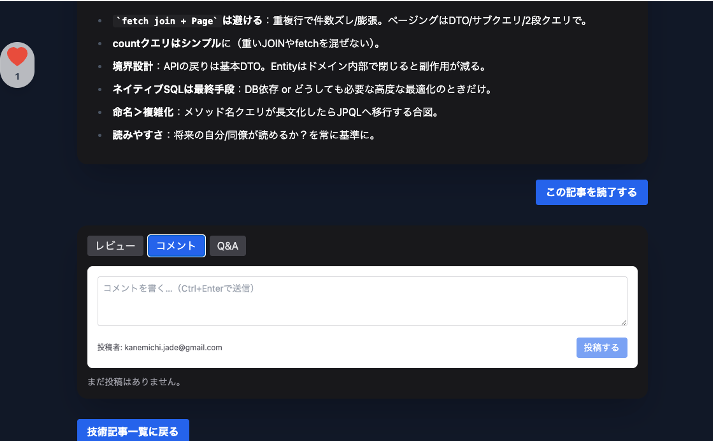 `fetch join + Page` は避ける：重複行で件数ズレ/膨張。ページングはDTO/サブクエリ/2段クエリで。
countクエリはシンプルに（重いJOINやfetchを混ぜない）。
境界設計：APIの戻りは基本DTO。Entityはドメイン内部で閉じると副作用が減る。
ネイティブSQLは最終手段：DB依存 or どうしても必要な高度な最適化のときだけ。
命名＞複雑化：メソッド名クエリが長文化したらJPQLへ移行する合図。
読みやすさ：将来の自分/同僚が読めるか？を常に基準に。
1
この記事を読了する
レビュー コメント Q&A
コメントを書く...（Ctrl+Enterで送信）
投稿者: kanemichi.jade@gmail.com 投稿する
まだ投稿はありません。
技術記事一覧に戻る